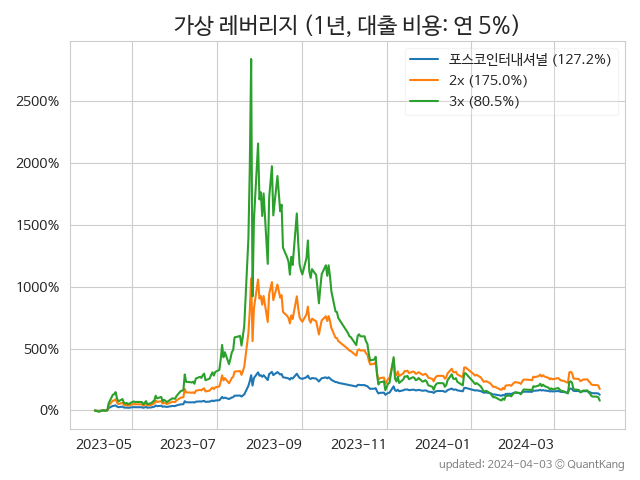 가상 레버리지 (1년, 대출 비용: 연 5%)
포스코인터내셔널 (127.2%)
2x (175.0%)
3x (80.5%)
2500%
2000%
1500%
1000%
500%
0%
2023-05 2023-07 2023-09 2023-11 2024-01 2024-03
updated: 2024-04-03 © QuantKang